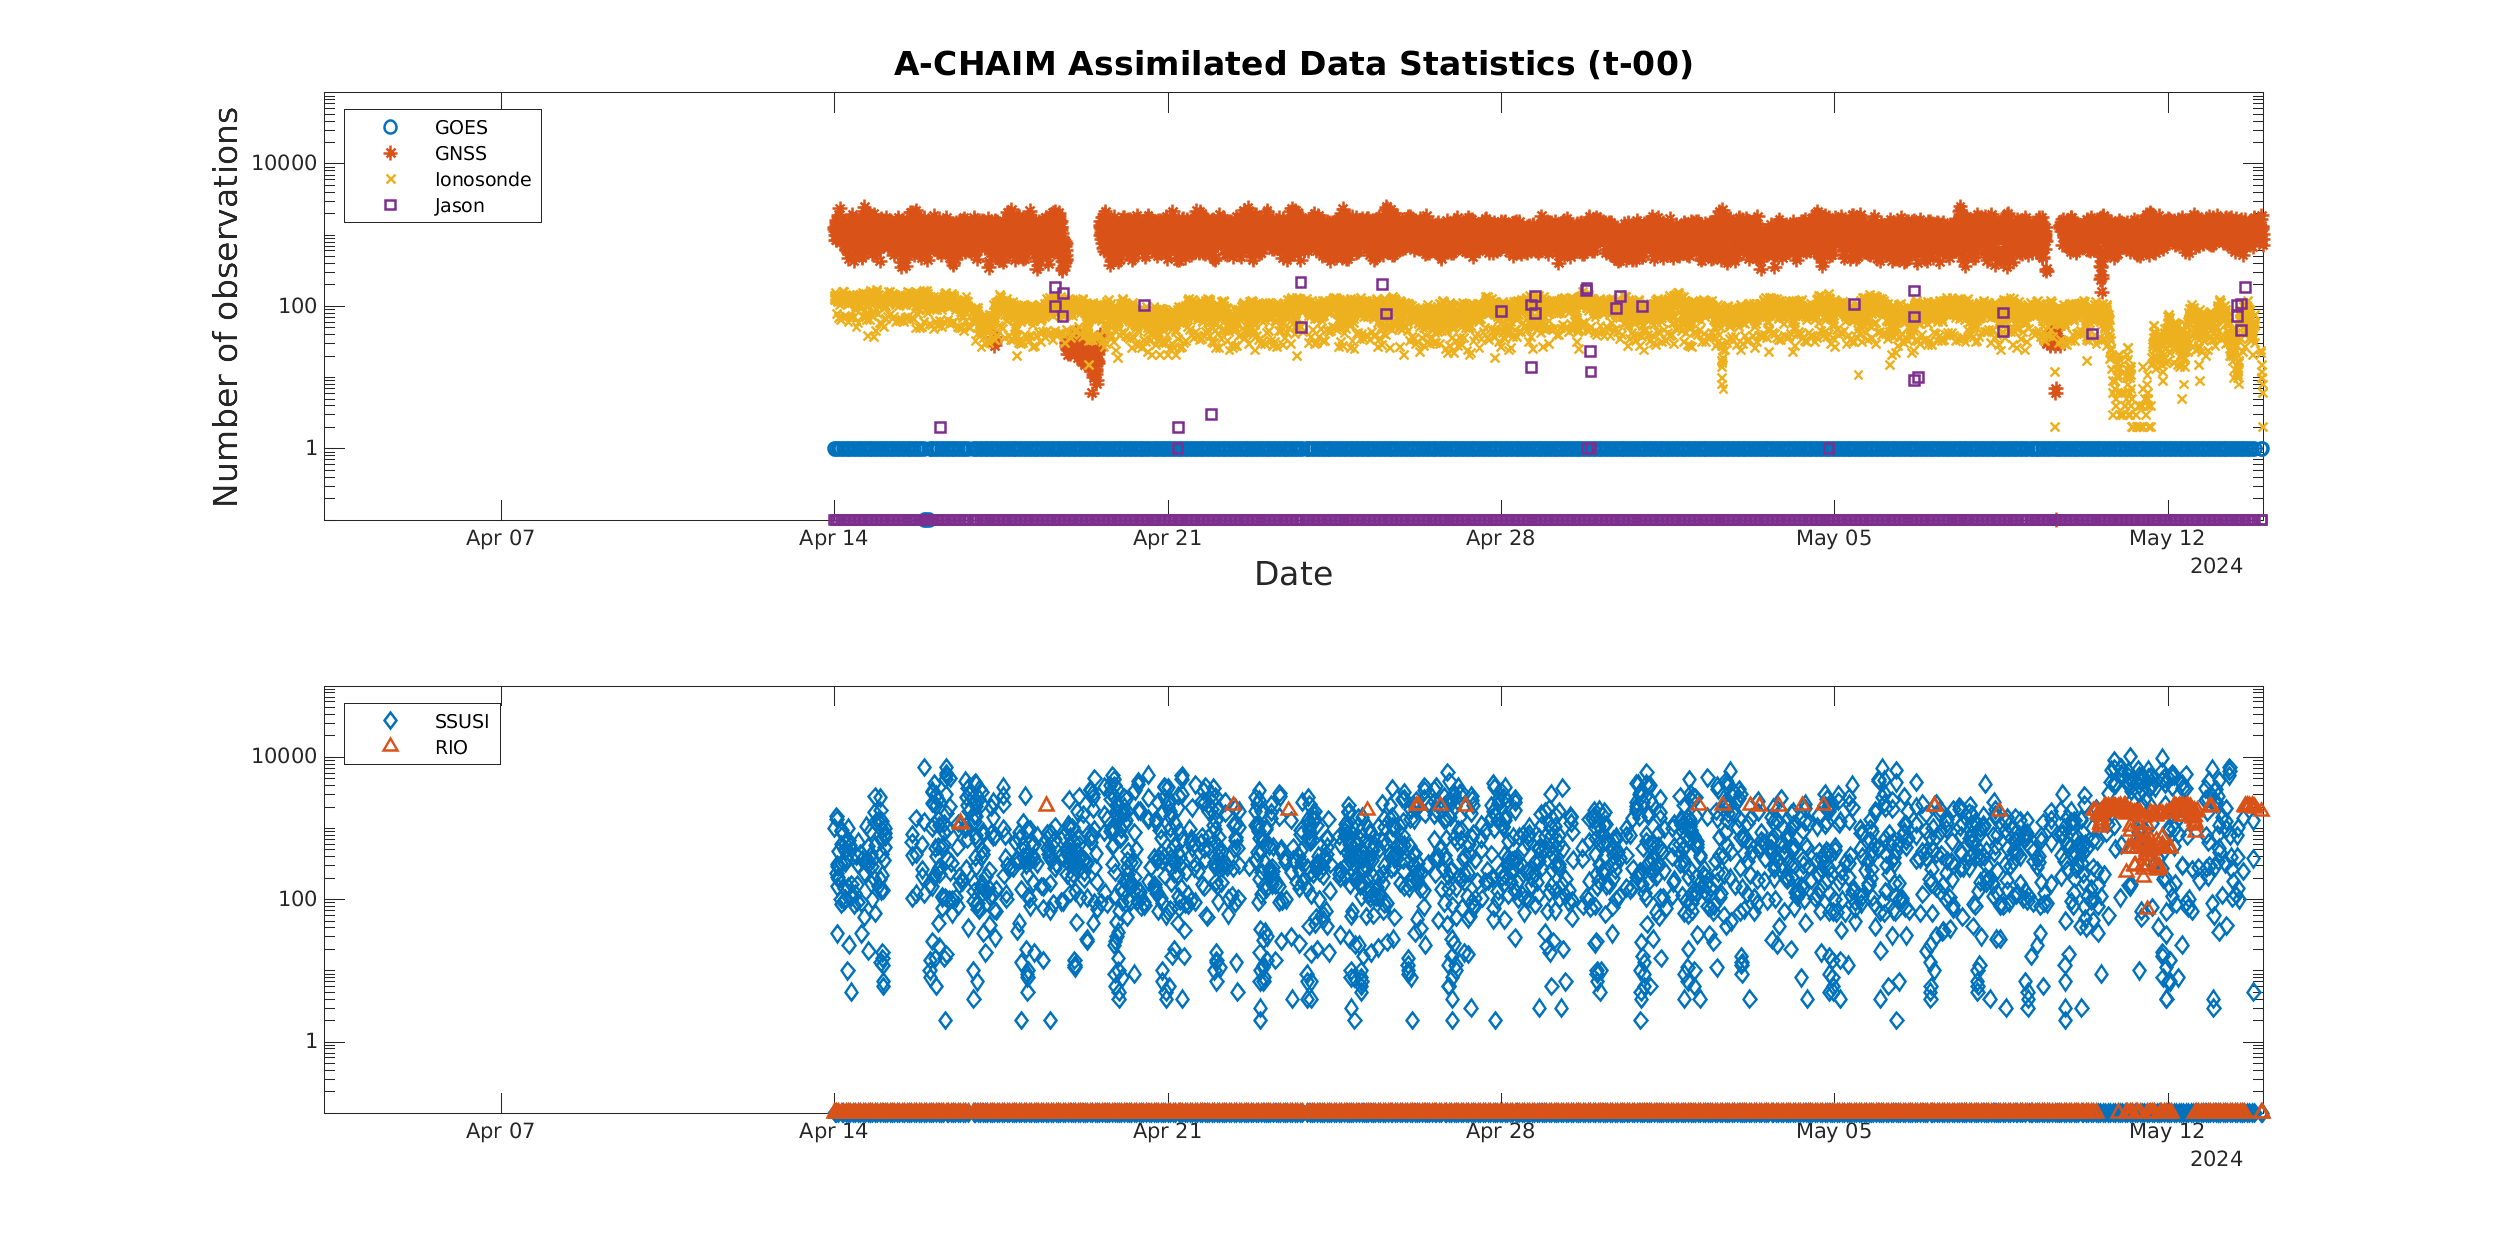 A-CHAIM Assimilated Data Statistics (t-00)
Number of observations
10000
100
1
GOES
GNSS
Ionosonde
Jason
Apr 07 Apr 14 Apr 21 Apr 28 May 05 May 12
2024
Date
10000
100
1
SSUSI
RIO
Apr 07 Apr 14 Apr 21 Apr 28 May 05 May 12
2024